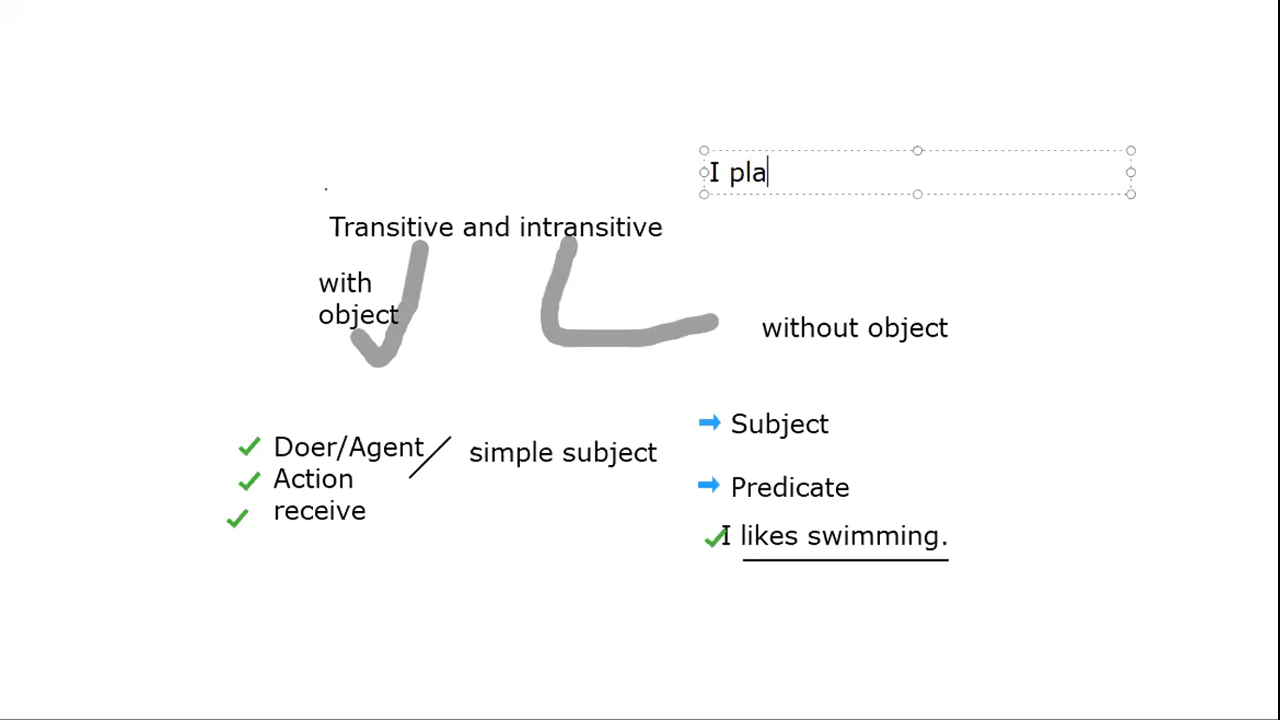 I pla
Transitive and intransitive
with
object
without object
Doer/Agent
Action
receive
simple subject
Subject
Predicate
I likes swimming.